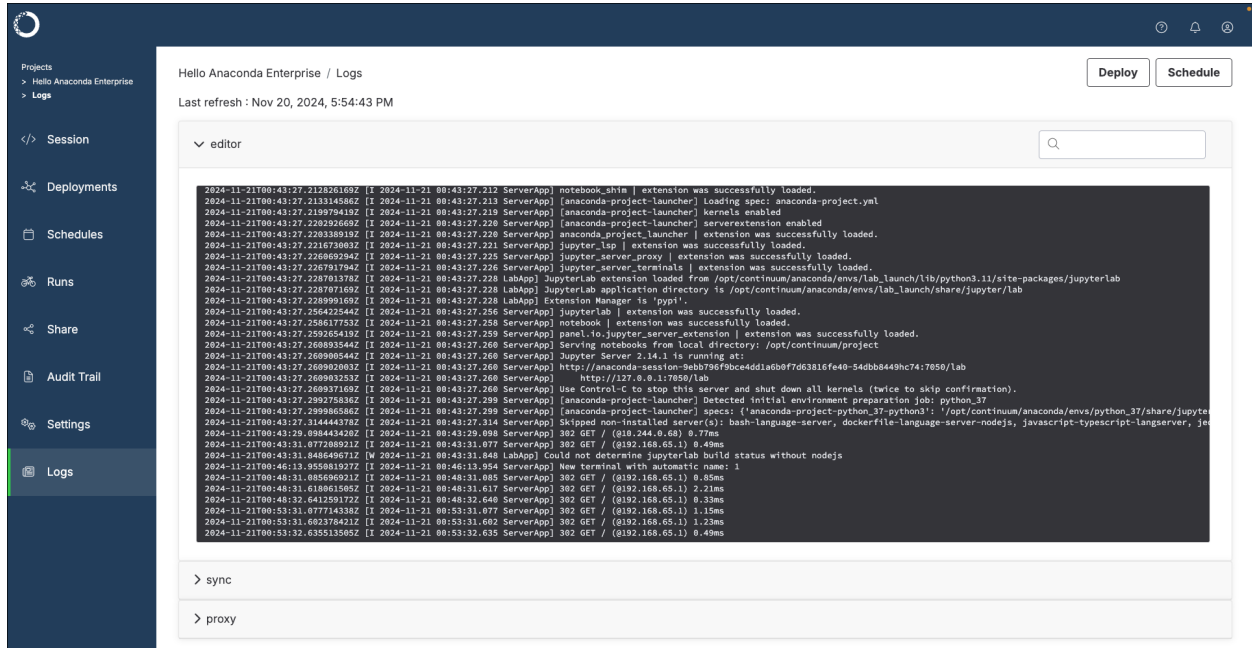 Projects
> Hello Anaconda Enterprise
> Logs
Session
Deployments
Schedules
Runs
Share
Audit Trail
Settings
Logs
Hello Anaconda Enterprise / Logs
Deploy
Schedule
Last refresh : Nov 20, 2024, 5:54:43 PM
editor
2024-11-21T00:43:27.212826169Z [I 2024-11-21 00:43:27.212 ServerApp] notebook_shim | extension was successfully loaded.
2024-11-21T00:43:27.213314586Z [I 2024-11-21 00:43:27.213 ServerApp] [anaconda-project-launcher] Loading spec: anaconda-project.yml
2024-11-21T00:43:27.219979419Z [I 2024-11-21 00:43:27.219 ServerApp] [anaconda-project-launcher] kernels enabled
2024-11-21T00:43:27.220292669Z [I 2024-11-21 00:43:27.220 ServerApp] [anaconda-project-launcher] serverextension enabled
2024-11-21T00:43:27.220338919Z [I 2024-11-21 00:43:27.220 ServerApp] anaconda_project_launcher | extension was successfully loaded.
2024-11-21T00:43:27.221673003Z [I 2024-11-21 00:43:27.221 ServerApp] jupyter_lsp | extension was successfully loaded.
2024-11-21T00:43:27.226069294Z [I 2024-11-21 00:43:27.225 ServerApp] jupyter_server_proxy | extension was successfully loaded.
2024-11-21T00:43:27.226791794Z [I 2024-11-21 00:43:27.226 ServerApp] jupyter_server_terminals | extension was successfully loaded.
2024-11-21T00:43:27.228701378Z [I 2024-11-21 00:43:27.228 LabApp] JupyterLab extension loaded from /opt/continuum/anaconda/envs/lab_launch/lib/python3.11/site-packages/jupyterlab
2024-11-21T00:43:27.228707169Z [I 2024-11-21 00:43:27.228 LabApp] JupyterLab application directory is /opt/continuum/anaconda/envs/lab_launch/share/jupyter/lab
2024-11-21T00:43:27.228999169Z [I 2024-11-21 00:43:27.228 LabApp] Extension Manager is 'pypi'.
2024-11-21T00:43:27.256422544Z [I 2024-11-21 00:43:27.256 ServerApp] jupyterlab | extension was successfully loaded.
2024-11-21T00:43:27.258617753Z [I 2024-11-21 00:43:27.258 ServerApp] notebook | extension was successfully loaded.
2024-11-21T00:43:27.259265419Z [I 2024-11-21 00:43:27.259 ServerApp] panel.io.jupyter_server_extension | extension was successfully loaded.
2024-11-21T00:43:27.260893544Z [I 2024-11-21 00:43:27.260 ServerApp] Serving notebooks from local directory: /opt/continuum/project
2024-11-21T00:43:27.260900544Z [I 2024-11-21 00:43:27.260 ServerApp] Jupyter Server 2.14.1 is running at:
2024-11-21T00:43:27.260902003Z [I 2024-11-21 00:43:27.260 ServerApp] http://anaconda-session-9ebb796f9bce4dd1a6b0f7d63816fe40-54dbb8449hc74:7050/lab
2024-11-21T00:43:27.260903253Z [I 2024-11-21 00:43:27.260 ServerApp]     http://127.0.0.1:7050/lab
2024-11-21T00:43:27.260937169Z [I 2024-11-21 00:43:27.260 ServerApp] Use Control-C to stop this server and shut down all kernels (twice to skip confirmation).
2024-11-21T00:43:27.299275836Z [I 2024-11-21 00:43:27.299 ServerApp] [anaconda-project-launcher] Detected initial environment preparation job: python_37
2024-11-21T00:43:27.299986586Z [I 2024-11-21 00:43:27.299 ServerApp] [anaconda-project-launcher] specs: {'anaconda-project-python_37-python3': '/opt/continuum/anaconda/envs/python_37/share/jupyte
2024-11-21T00:43:27.314444378Z [I 2024-11-21 00:43:27.314 ServerApp] Skipped non-installed server(s): bash-language-server, dockerfile-language-server-nodejs, javascript-typescript-langserver, jed
2024-11-21T00:43:29.098443420Z [I 2024-11-21 00:43:29.098 ServerApp] 302 GET / (@10.244.0.68) 0.77ms
2024-11-21T00:43:31.077208921Z [I 2024-11-21 00:43:31.077 ServerApp] 302 GET / (@192.168.65.1) 0.49ms
2024-11-21T00:43:31.848649671Z [W 2024-11-21 00:43:31.848 LabApp] Could not determine jupyterlab build status without nodejs
2024-11-21T00:46:13.955081927Z [I 2024-11-21 00:46:13.954 ServerApp] New terminal with automatic name: 1
2024-11-21T00:48:31.085696921Z [I 2024-11-21 00:48:31.085 ServerApp] 302 GET / (@192.168.65.1) 0.85ms
2024-11-21T00:48:31.618061505Z [I 2024-11-21 00:48:31.617 ServerApp] 302 GET / (@192.168.65.1) 2.21ms
2024-11-21T00:48:32.641259172Z [I 2024-11-21 00:48:32.640 ServerApp] 302 GET / (@192.168.65.1) 0.33ms
2024-11-21T00:53:31.077714338Z [I 2024-11-21 00:53:31.077 ServerApp] 302 GET / (@192.168.65.1) 1.15ms
2024-11-21T00:53:31.602378421Z [I 2024-11-21 00:53:31.602 ServerApp] 302 GET / (@192.168.65.1) 1.23ms
2024-11-21T00:53:32.635513505Z [I 2024-11-21 00:53:32.635 ServerApp] 302 GET / (@192.168.65.1) 0.49ms
sync
proxy